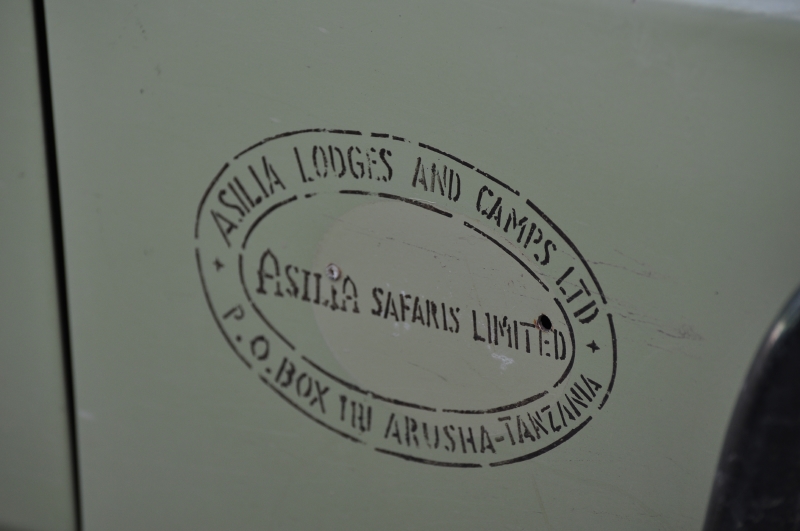 ASILIA LODGES AND CAMPS LTD
ASILIA SAFARIS LIMITED
P.O.BOX ARUSHA-TANZANIA